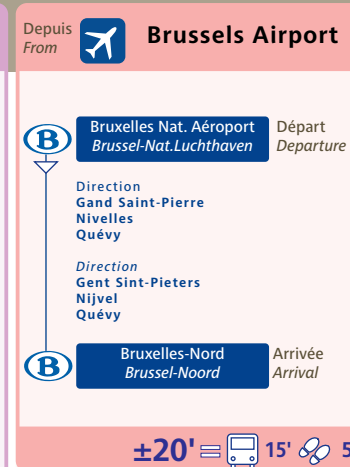 Depuis
From
Brussels Airport
B
Bruxelles Nat. Aéroport
Brussel-Nat.Luchthaven
Départ
Departure
Direction
Gand Saint-Pierre
Nivelles
Quévy
Direction
Gent Sint-Pieters
Nijvel
Quévy
B
Bruxelles-Nord
Brussel-Noord
Arrivée
Arrival
±20' = 15' 5